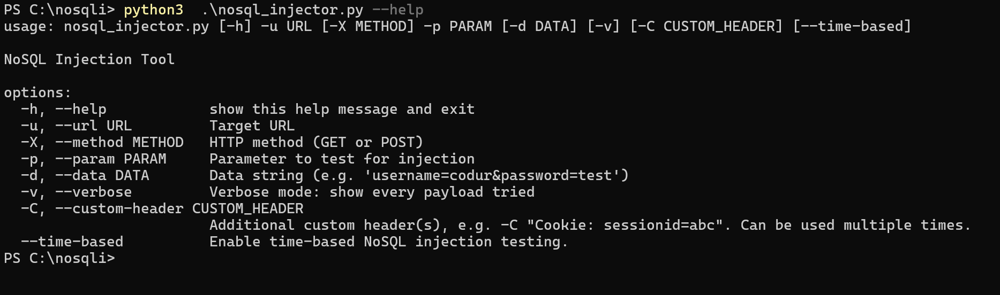 PS C:\nosqli> python3  .\nosql_injector.py --help
usage: nosql_injector.py [-h] -u URL [-X METHOD] -p PARAM [-d DATA] [-v] [-C CUSTOM_HEADER] [--time-based]

NoSQL Injection Tool

options:
  -h, --help            show this help message and exit
  -u, --url URL         Target URL
  -X, --method METHOD   HTTP method (GET or POST)
  -p, --param PARAM     Parameter to test for injection
  -d, --data DATA       Data string (e.g. 'username=codur&password=test')
  -v, --verbose         Verbose mode: show every payload tried
  -C, --custom-header CUSTOM_HEADER
                        Additional custom header(s), e.g. -C "Cookie: sessionid=abc". Can be used multiple times.
  --time-based          Enable time-based NoSQL injection testing.
PS C:\nosqli>